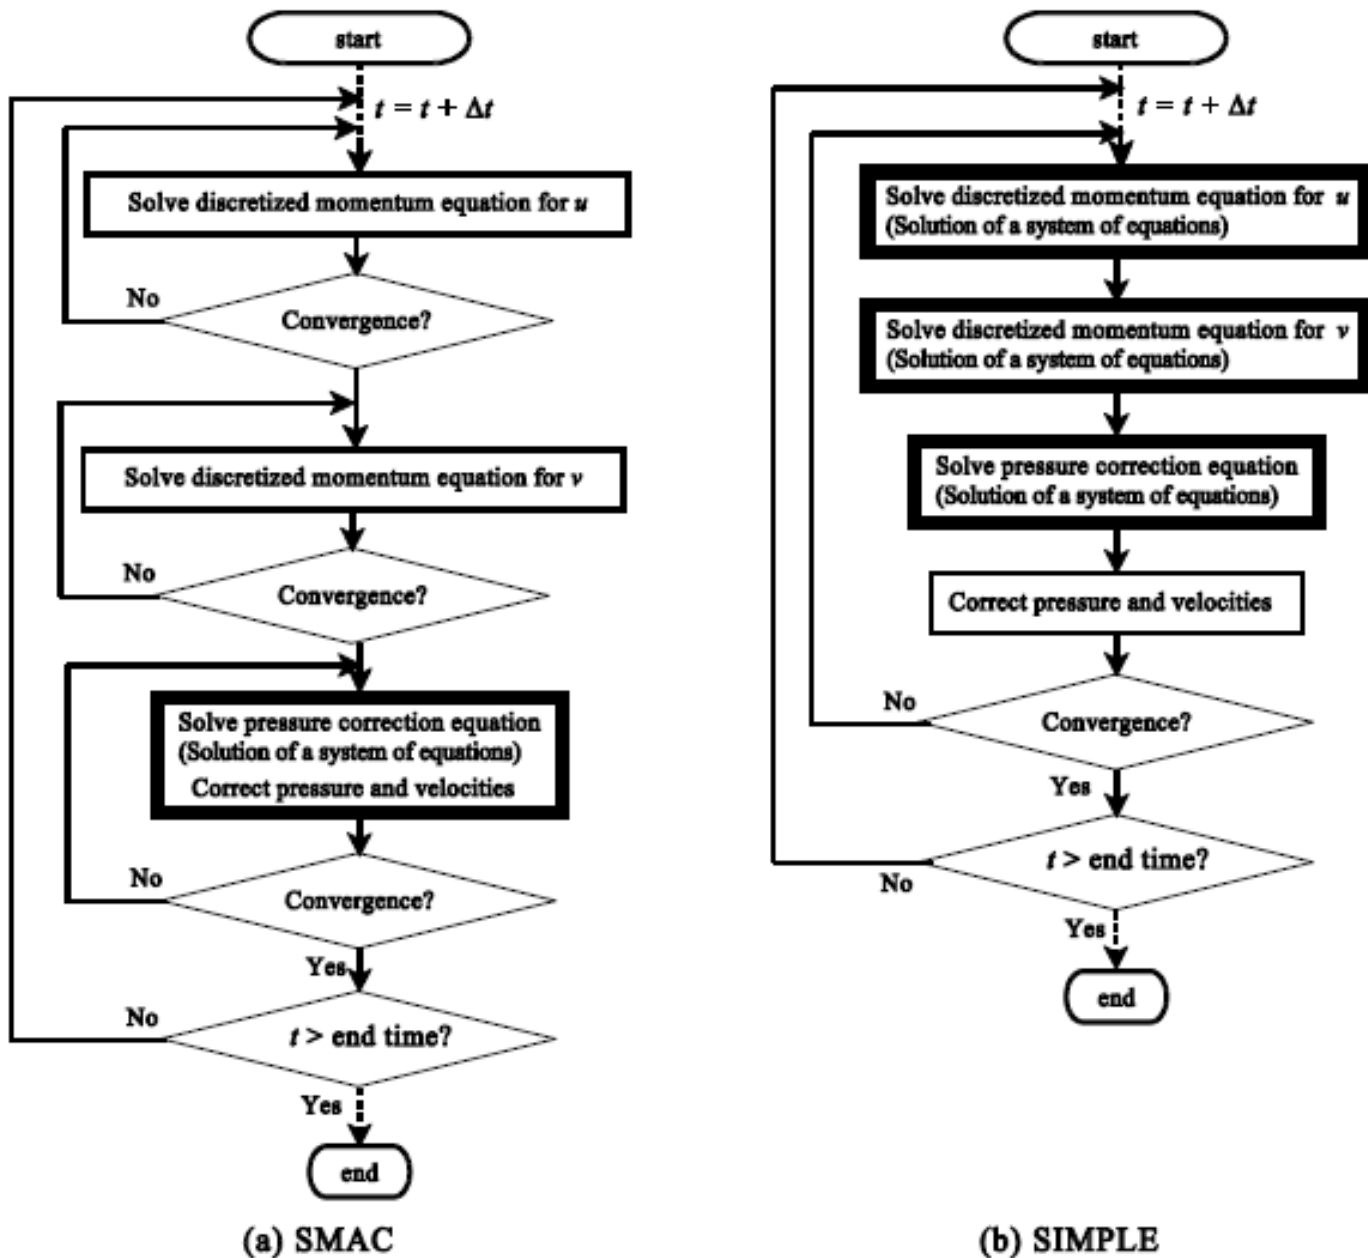 start
t = t + Δt
Solve discretized momentum equation for u
No
Convergence?
Solve discretized momentum equation for v
No
Convergence?
Solve pressure correction equation
(Solution of a system of equations)
Correct pressure and velocities
No
Convergence?
Yes
No
t > end time?
Yes
end
(a) SMAC
start
t = t + Δt
Solve discretized momentum equation for u
(Solution of a system of equations)
Solve discretized momentum equation for v
(Solution of a system of equations)
Solve pressure correction equation
(Solution of a system of equations)
Correct pressure and velocities
No
Convergence?
Yes
t > end time?
No
Yes
end
(b) SIMPLE